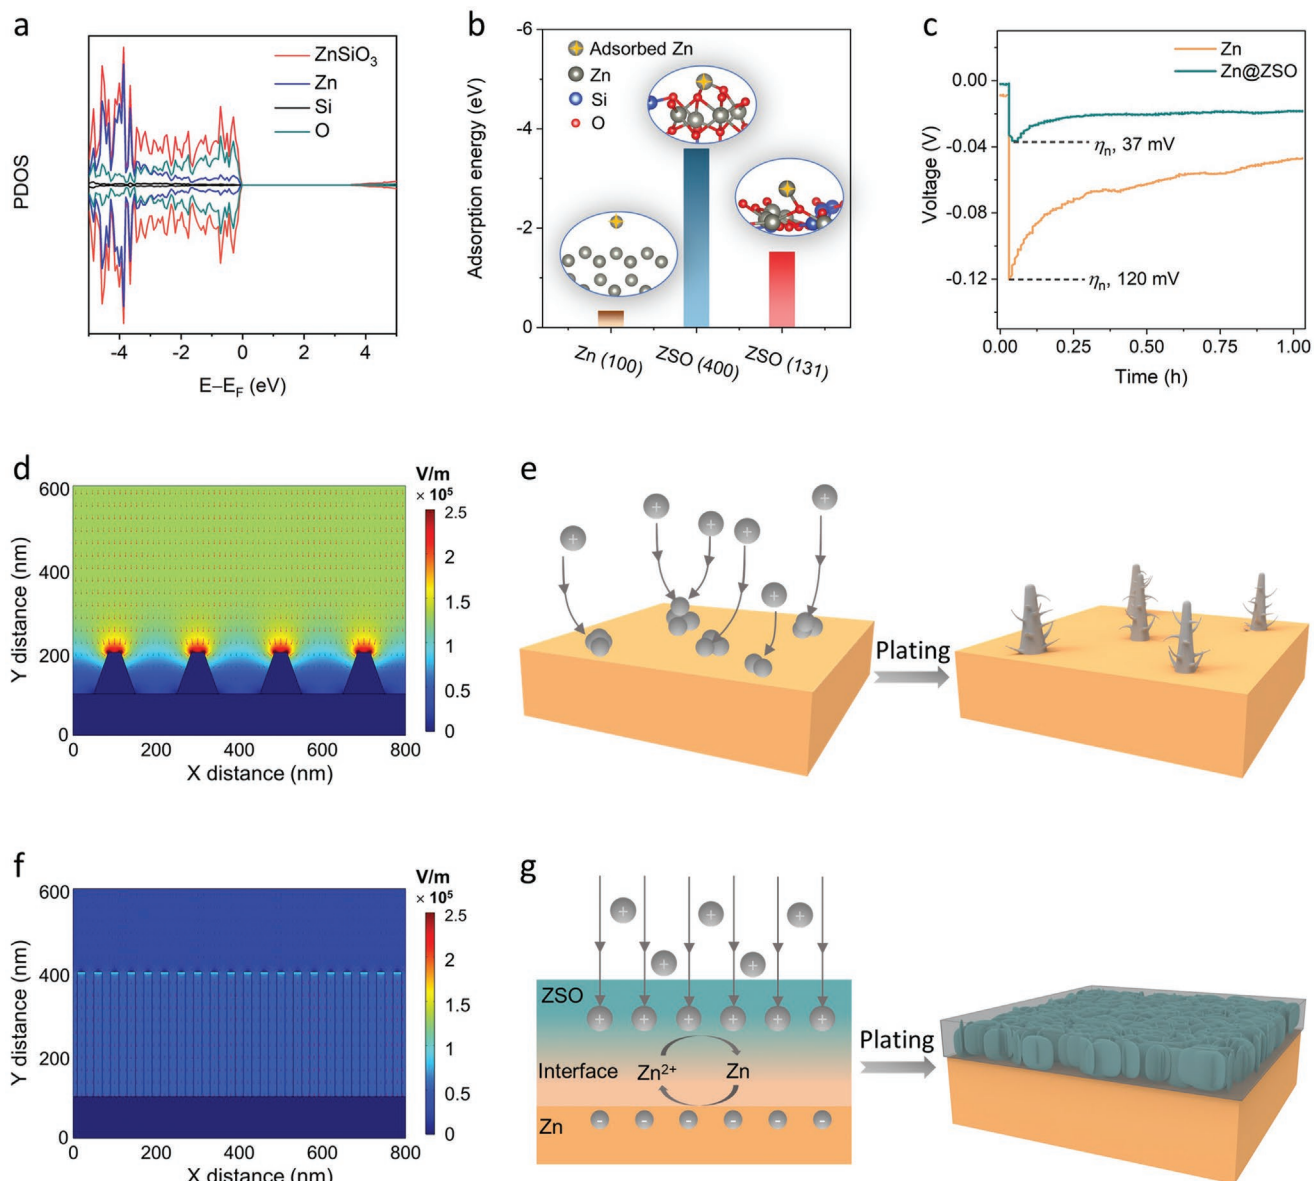 a
ZnSiO₃
Zn
Si
O
PDOS
-4 -2 0 2 4
E–E_F (eV)
b
-6
-4
-2
0
Adsorption energy (eV)
Adsorbed Zn
Zn
Si
O
Zn (100) ZSO (400) ZSO (131)
c
Zn
Zn@ZSO
0.00
-0.04
-0.08
-0.12
Voltage (V)
ηₙ, 37 mV
ηₙ, 120 mV
0.00 0.25 0.50 0.75 1.00
Time (h)
d
V/m
× 10⁵
600
400
200
0
Y distance (nm)
2.5
2
1.5
1
0.5
0
0 200 400 600 800
X distance (nm)
e
+ + + + + +
Plating
f
V/m
× 10⁵
600
400
200
0
Y distance (nm)
2.5
2
1.5
1
0.5
0
0 200 400 600 800
X distance (nm)
g
+ + +
+ +
ZSO
+ + + + + +
Interface Zn²⁺ Zn
Zn - - - - - -
Plating